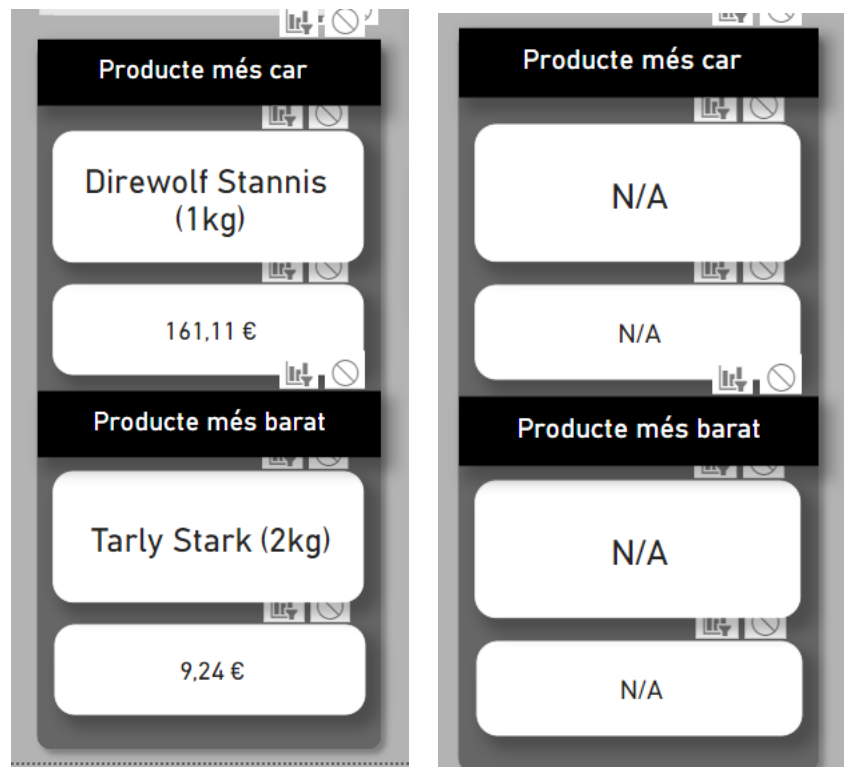 Producte més car
Direwolf Stannis
(1kg)
161,11 €
Producte més barat
Tarly Stark (2kg)
9,24 €
Producte més car
N/A
N/A
Producte més barat
N/A
N/A